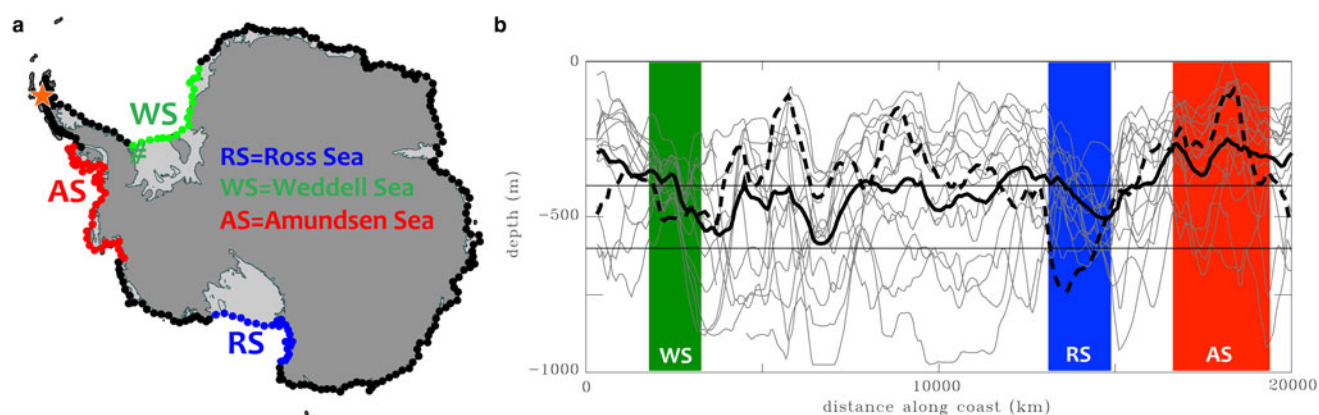 a
WS
#
AS
RS=Ross Sea
WS=Weddell Sea
AS=Amundsen Sea
RS
b
0
-500
-1000
depth (m)
WS
RS
AS
0
10000
20000
distance along coast (km)